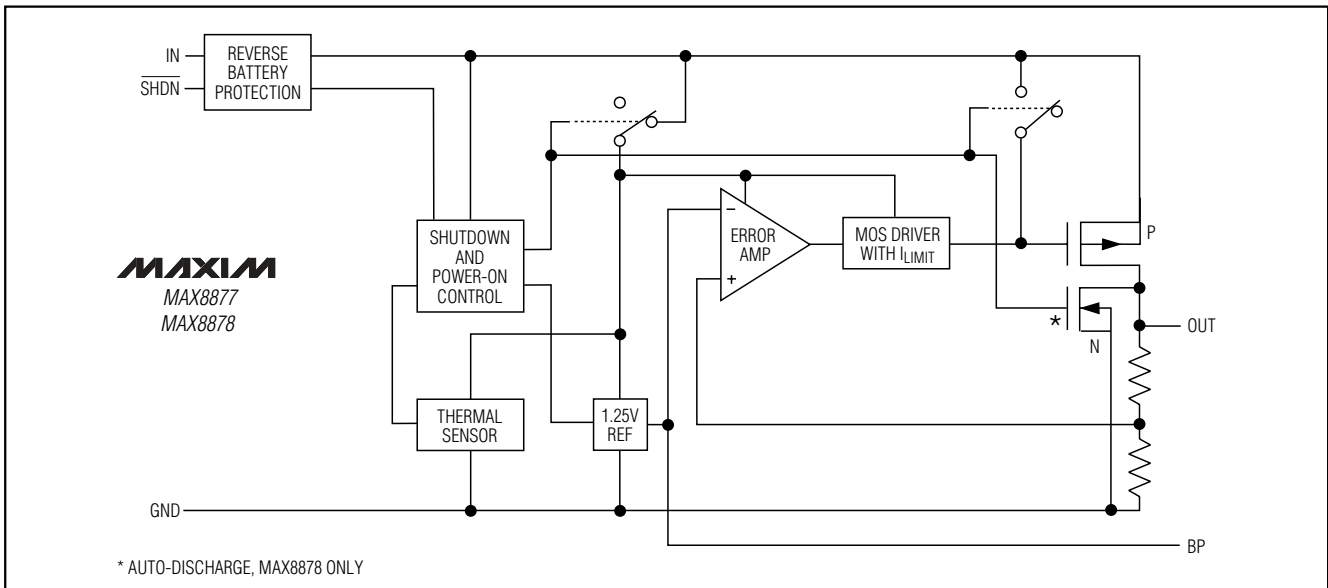 IN
SHDN
REVERSE
BATTERY
PROTECTION
SHUTDOWN
AND
POWER-ON
CONTROL
ERROR
AMP
−
+
MOS DRIVER
WITH ILIMIT
P
MAXIM
MAX8877
MAX8878
*
N
OUT
THERMAL
SENSOR
1.25V
REF
GND
BP
* AUTO-DISCHARGE, MAX8878 ONLY